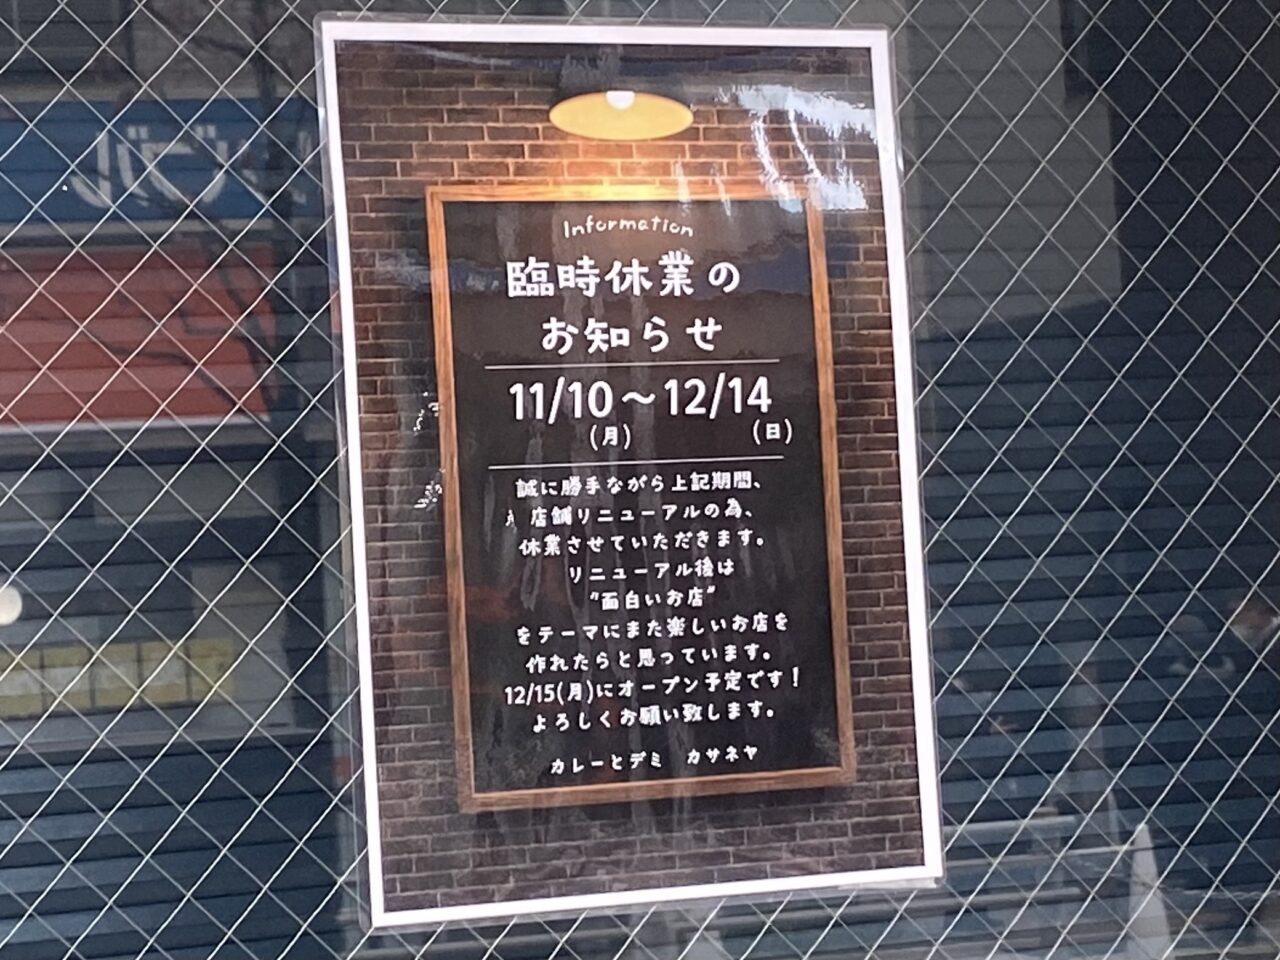 Information
臨時休業の
お知らせ
11/10～12/14
(月) (日)
誠に勝手ながら上記期間、
店舗リニューアルの為、
休業させていただきます。
リニューアル後は
"面白いお店"
をテーマにまた楽しいお店を
作れたらと思っています。
12/15(月)にオープン予定です！
よろしくお願い致します。
カレーとデミ　カサネヤ